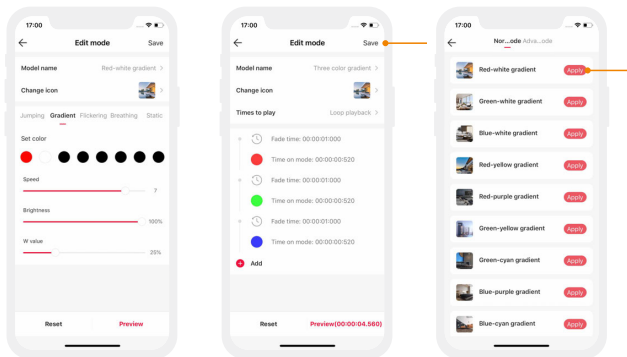 17:00
Edit mode
Save
Model name
Red-white gradient >
Change icon
>
Jumping Gradient Flickering Breathing Static
Set color
Speed
7
Brightness
100%
W value
20%
Reset
Preview
17:00
Edit mode
Save
Model name
Three color gradient >
Change icon
>
Times to play
Loop playback >
Fade time: 00:00:01:000
Time on mode: 00:00:00:520
Fade time: 00:00:01:000
Time on mode: 00:00:00:520
Fade time: 00:00:01:000
Time on mode: 00:00:00:520
Add
Reset
Preview(00:00:04.560)
17:00
Nor...ode Adva...ode
Red-white gradient
Apply
Green-white gradient
Apply
Blue-white gradient
Apply
Red-yellow gradient
Apply
Red-purple gradient
Apply
Green-yellow gradient
Apply
Green-cyan gradient
Apply
Blue-purple gradient
Apply
Blue-cyan gradient
Apply